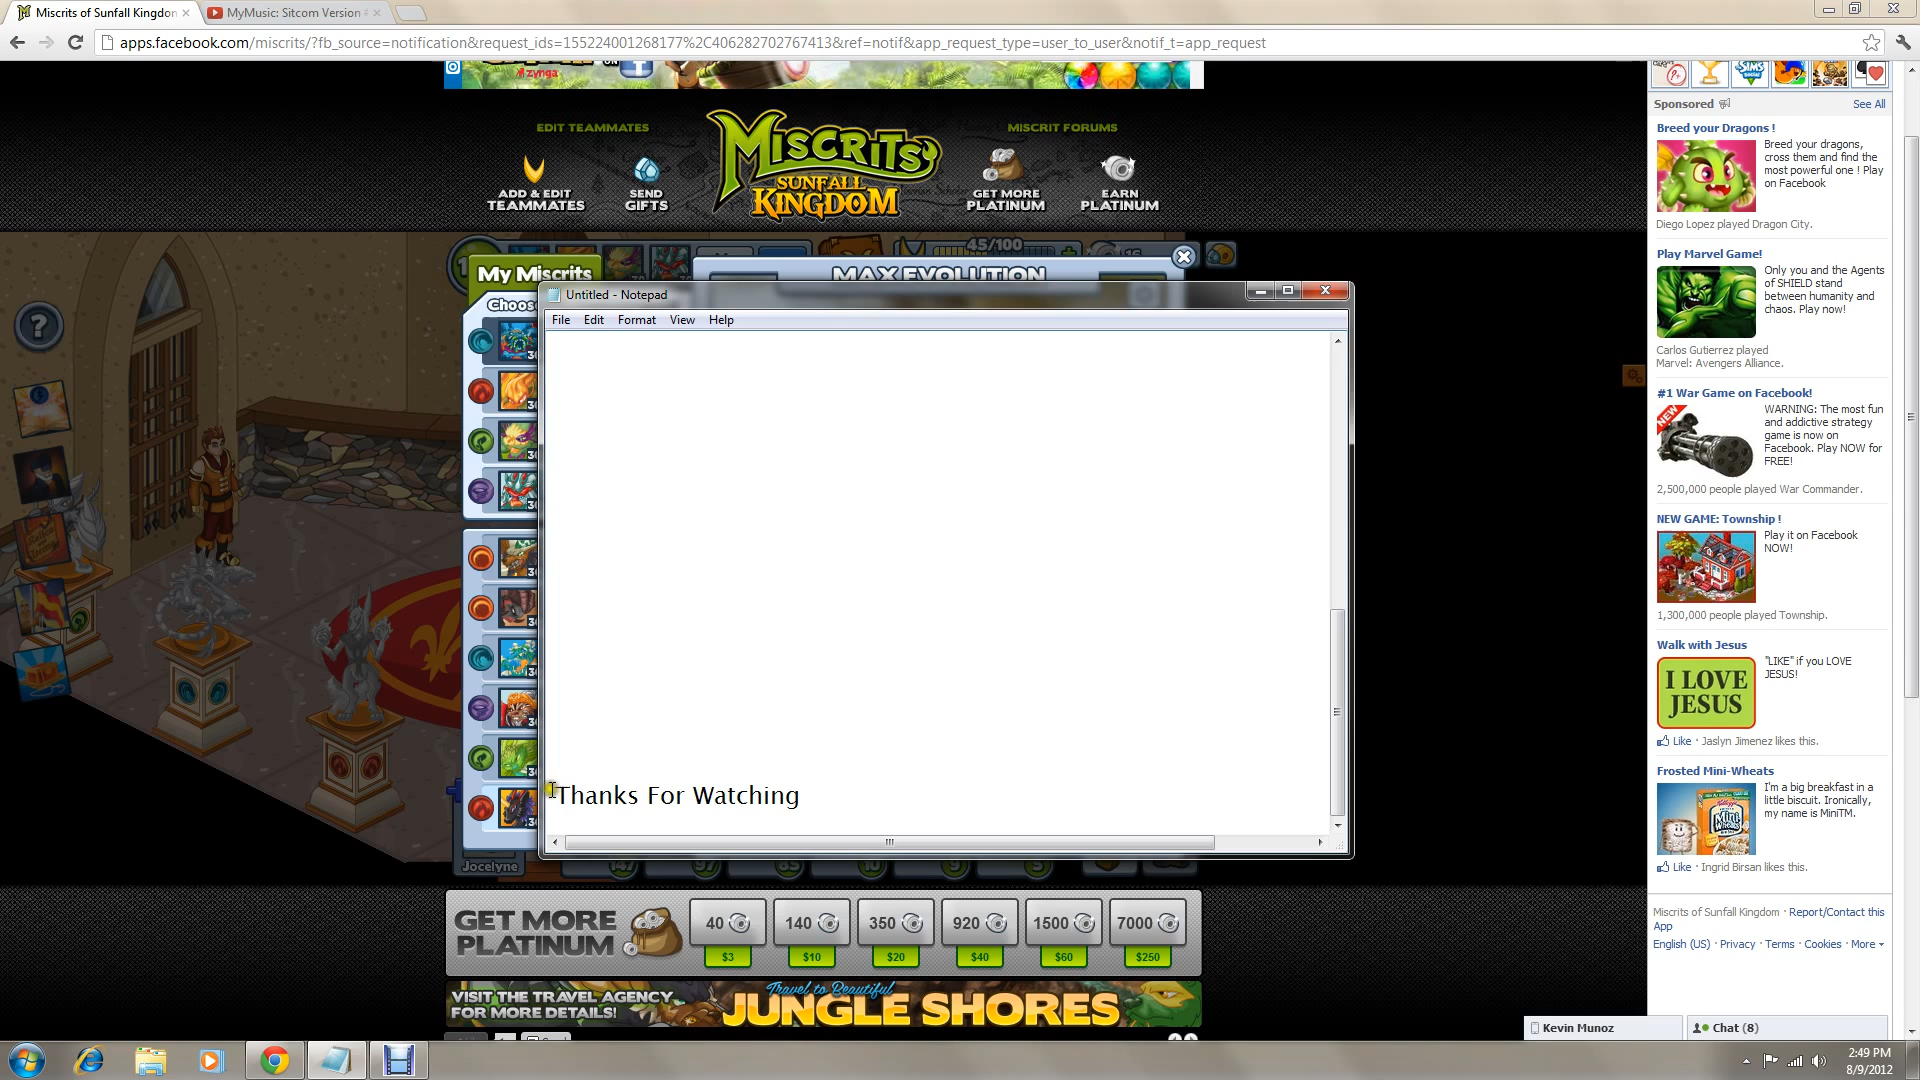 Miscrits of Sunfall Kingdom
MyMusic: Sitcom Version
apps.facebook.com/miscrits/?fb_source=notification&request_ids=155224001268177%2C406282702767413&ref=notif&app_request_type=user_to_user&notif_t=app_request
zynga
ON
EDIT TEAMMATES
MISCRIT FORUMS
MISCRITS
SUNFALL
KINGDOM
ADD & EDIT
TEAMMATES
SEND
GIFTS
GET MORE
PLATINUM
EARN
PLATINUM
45/100
My Miscrits
MAX EVOLUTION
Untitled - Notepad
File Edit Format View Help
Thanks For Watching
Jocelyne
147 97 85 10 9 5
GET MORE
PLATINUM
40 140 350 920 1500 7000
$3 $10 $20 $40 $60 $250
VISIT THE TRAVEL AGENCY
FOR MORE DETAILS!
Travel to Beautiful
JUNGLE SHORES
Sponsored See All
Breed your Dragons !
Breed your dragons,
cross them and find the
most powerful one ! Play
on Facebook
Diego Lopez played Dragon City.
Play Marvel Game!
Only you and the Agents
of SHIELD stand
between humanity and
chaos. Play now!
Carlos Gutierrez played
Marvel: Avengers Alliance.
#1 War Game on Facebook!
NEW
WARNING: The most fun
and addictive strategy
game is now on
Facebook. Play NOW for
FREE!
2,500,000 people played War Commander.
NEW GAME: Township !
Play it on Facebook
NOW!
1,300,000 people played Township.
Walk with Jesus
I LOVE
JESUS
"LIKE" if you LOVE
JESUS!
Like · Jaslyn Jimenez likes this.
Frosted Mini-Wheats
I'm a big breakfast in a
little biscuit. Ironically,
my name is MiniTM.
Like · Ingrid Birsan likes this.
Miscrits of Sunfall Kingdom · Report/Contact this
App
English (US) · Privacy · Terms · Cookies · More
Kevin Munoz
Chat (8)
2:49 PM
8/9/2012